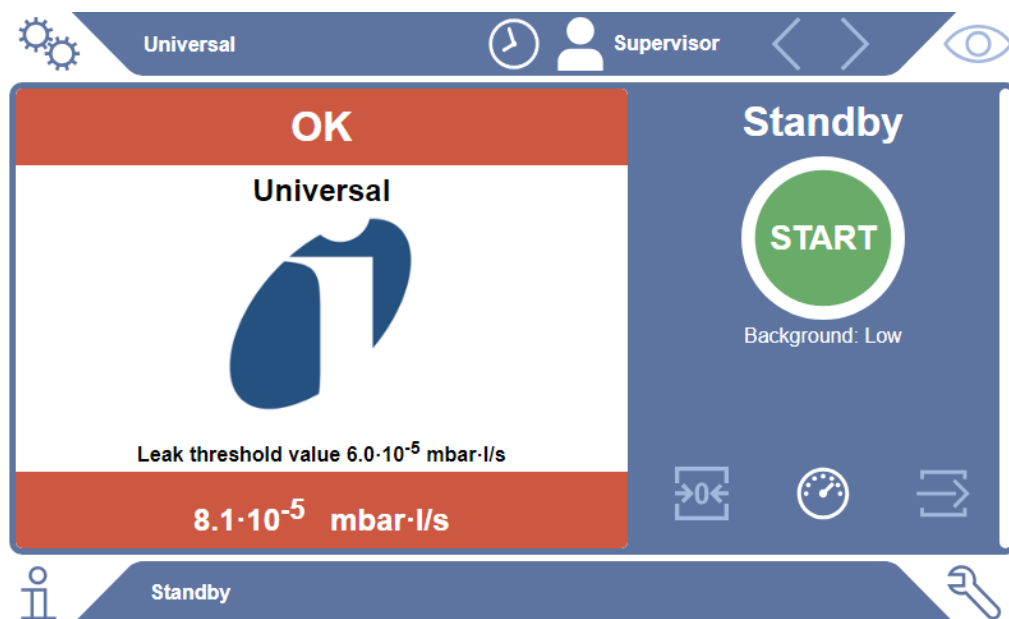 Universal
Supervisor
OK
Universal
Leak threshold value 6.0·10⁻⁵ mbar·l/s
8.1·10⁻⁵ mbar·l/s
Standby
START
Background: Low
→0←
Standby